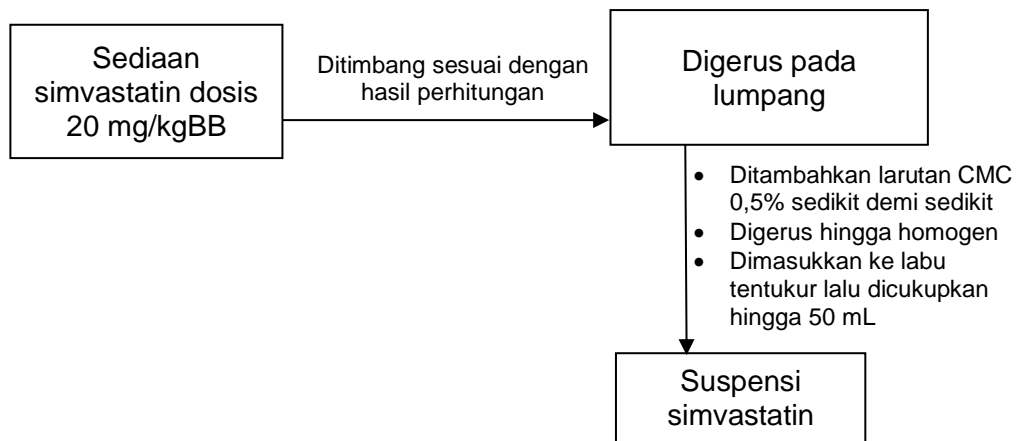 Sediaan
simvastatin dosis
20 mg/kgBB
Ditimbang sesuai dengan
hasil perhitungan
Digerus pada
lumpang
• Ditambahkan larutan CMC
0,5% sedikit demi sedikit
• Digerus hingga homogen
• Dimasukkan ke labu
tentukur lalu dicukupkan
hingga 50 mL
Suspensi
simvastatin